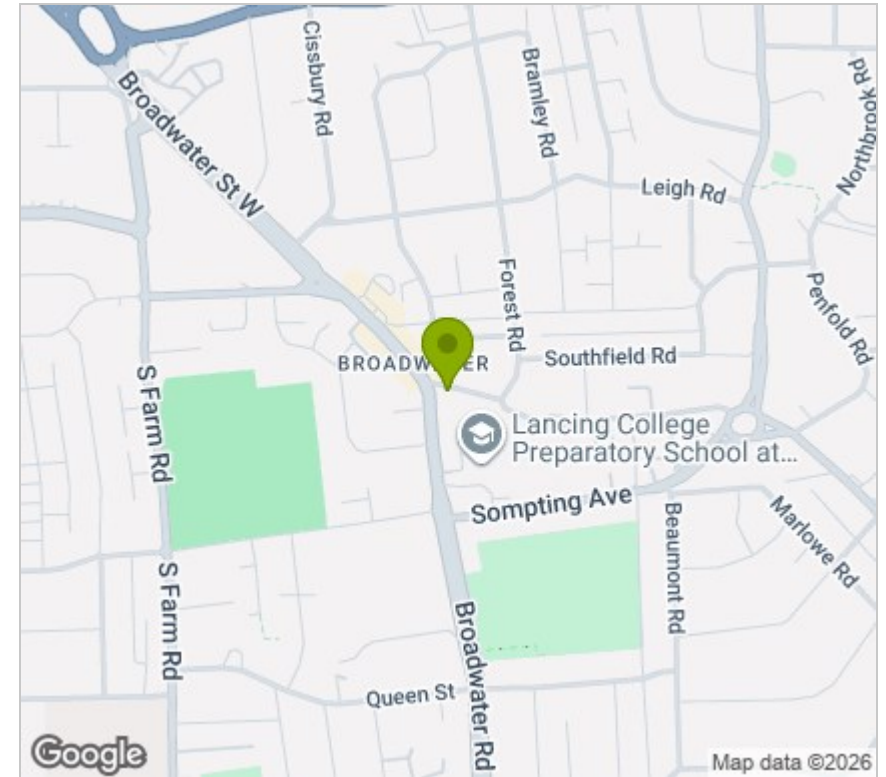 Cissbury Rd
Bramley Rd
Northbrook Rd
Broadwater St W
Leigh Rd
Forest Rd
Penfold Rd
BROADWATER
Southfield Rd
S Farm Rd
Lancing College
Preparatory School at...
Sompting Ave
Beaumont Rd
Marlowe Rd
S Farm Rd
Broadwater Rd
Queen St
Google
Map data ©2026